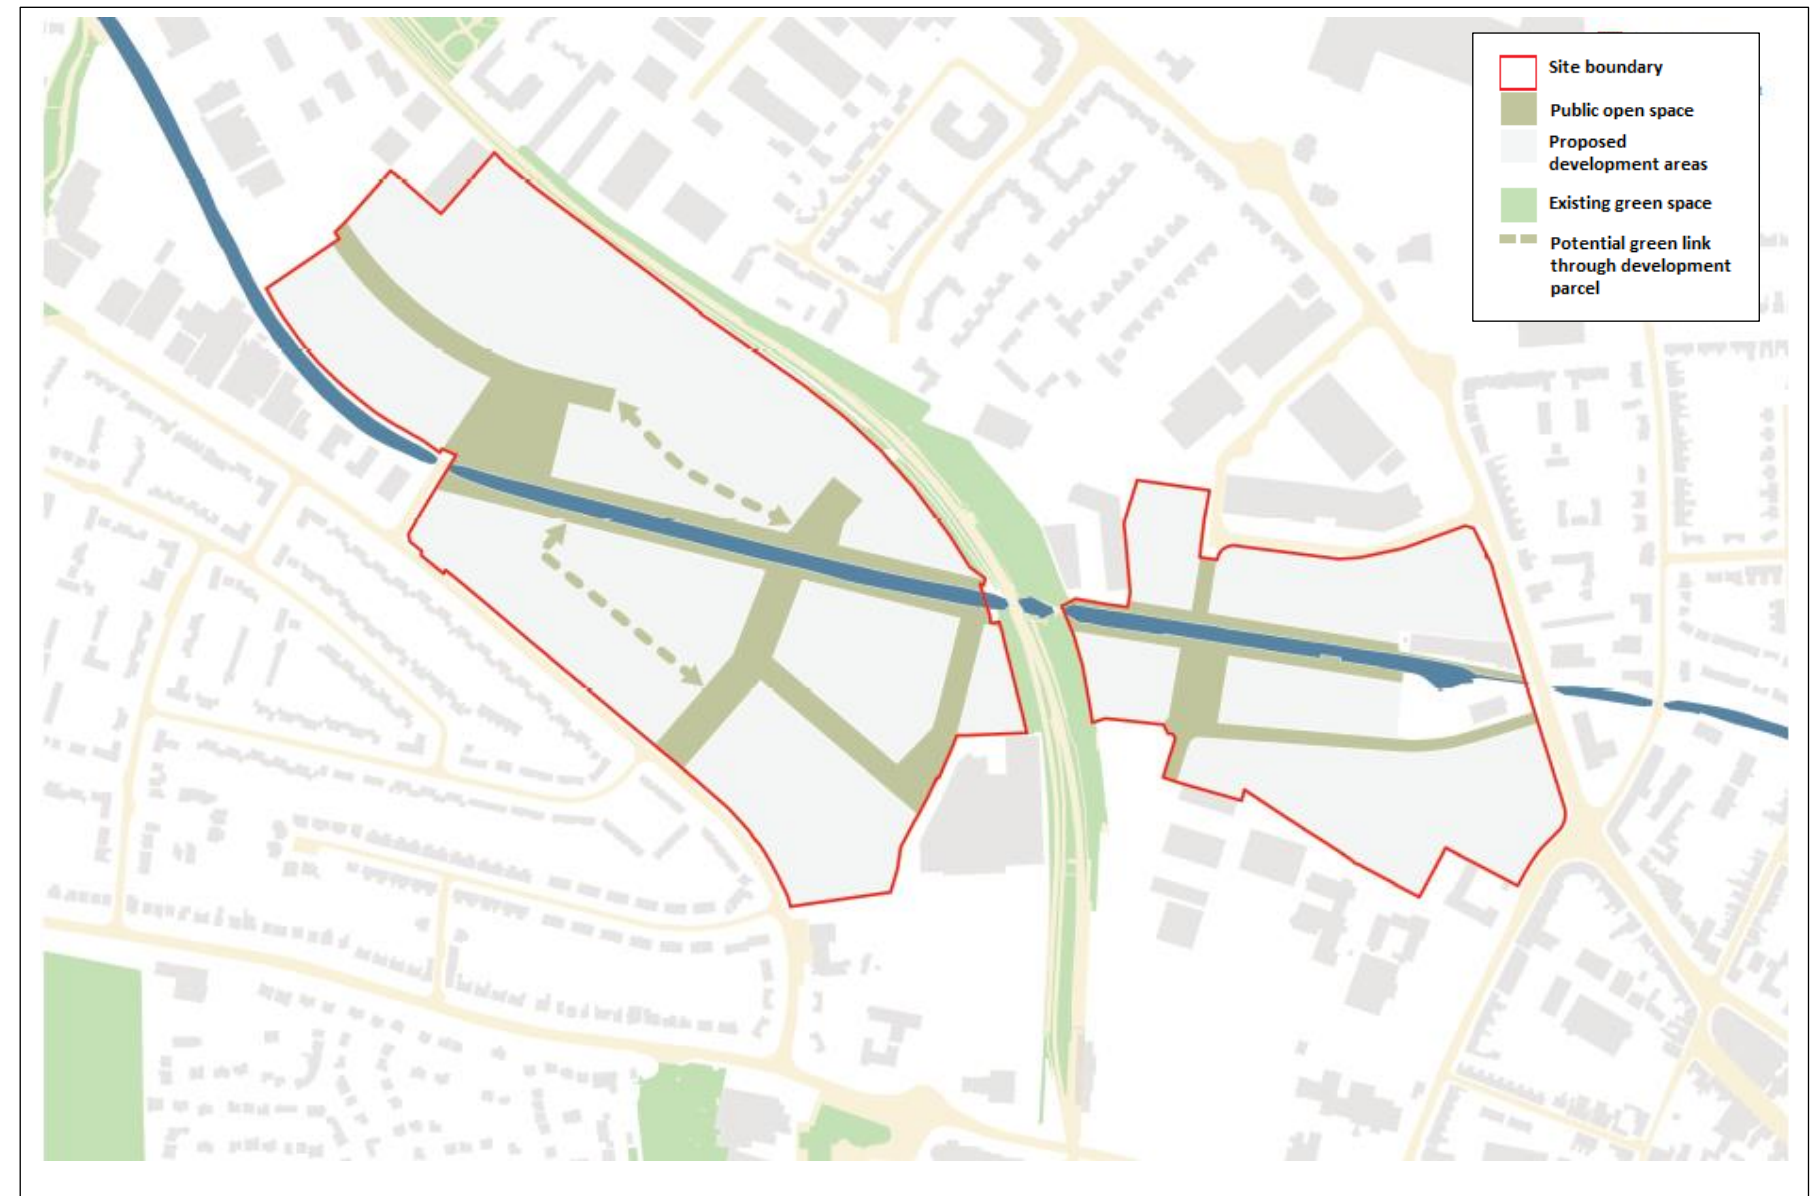 Site boundary
Public open space
Proposed
development areas
Existing green space
Potential green link
through development
parcel